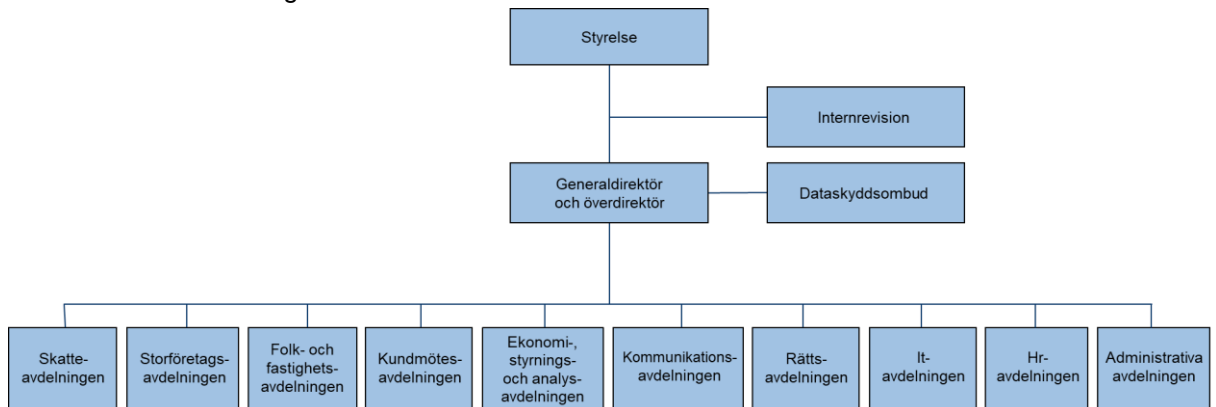 Styrelse
Internrevision
Generaldirektör
och överdirektör
Dataskyddsombud
Skatte-
avdelningen
Storföretags-
avdelningen
Folk- och
fastighets-
avdelningen
Kundmötes-
avdelningen
Ekonomi-,
styrnings-
och analys-
avdelningen
Kommunikations-
avdelningen
Rätts-
avdelningen
It-
avdelningen
Hr-
avdelningen
Administrativa
avdelningen